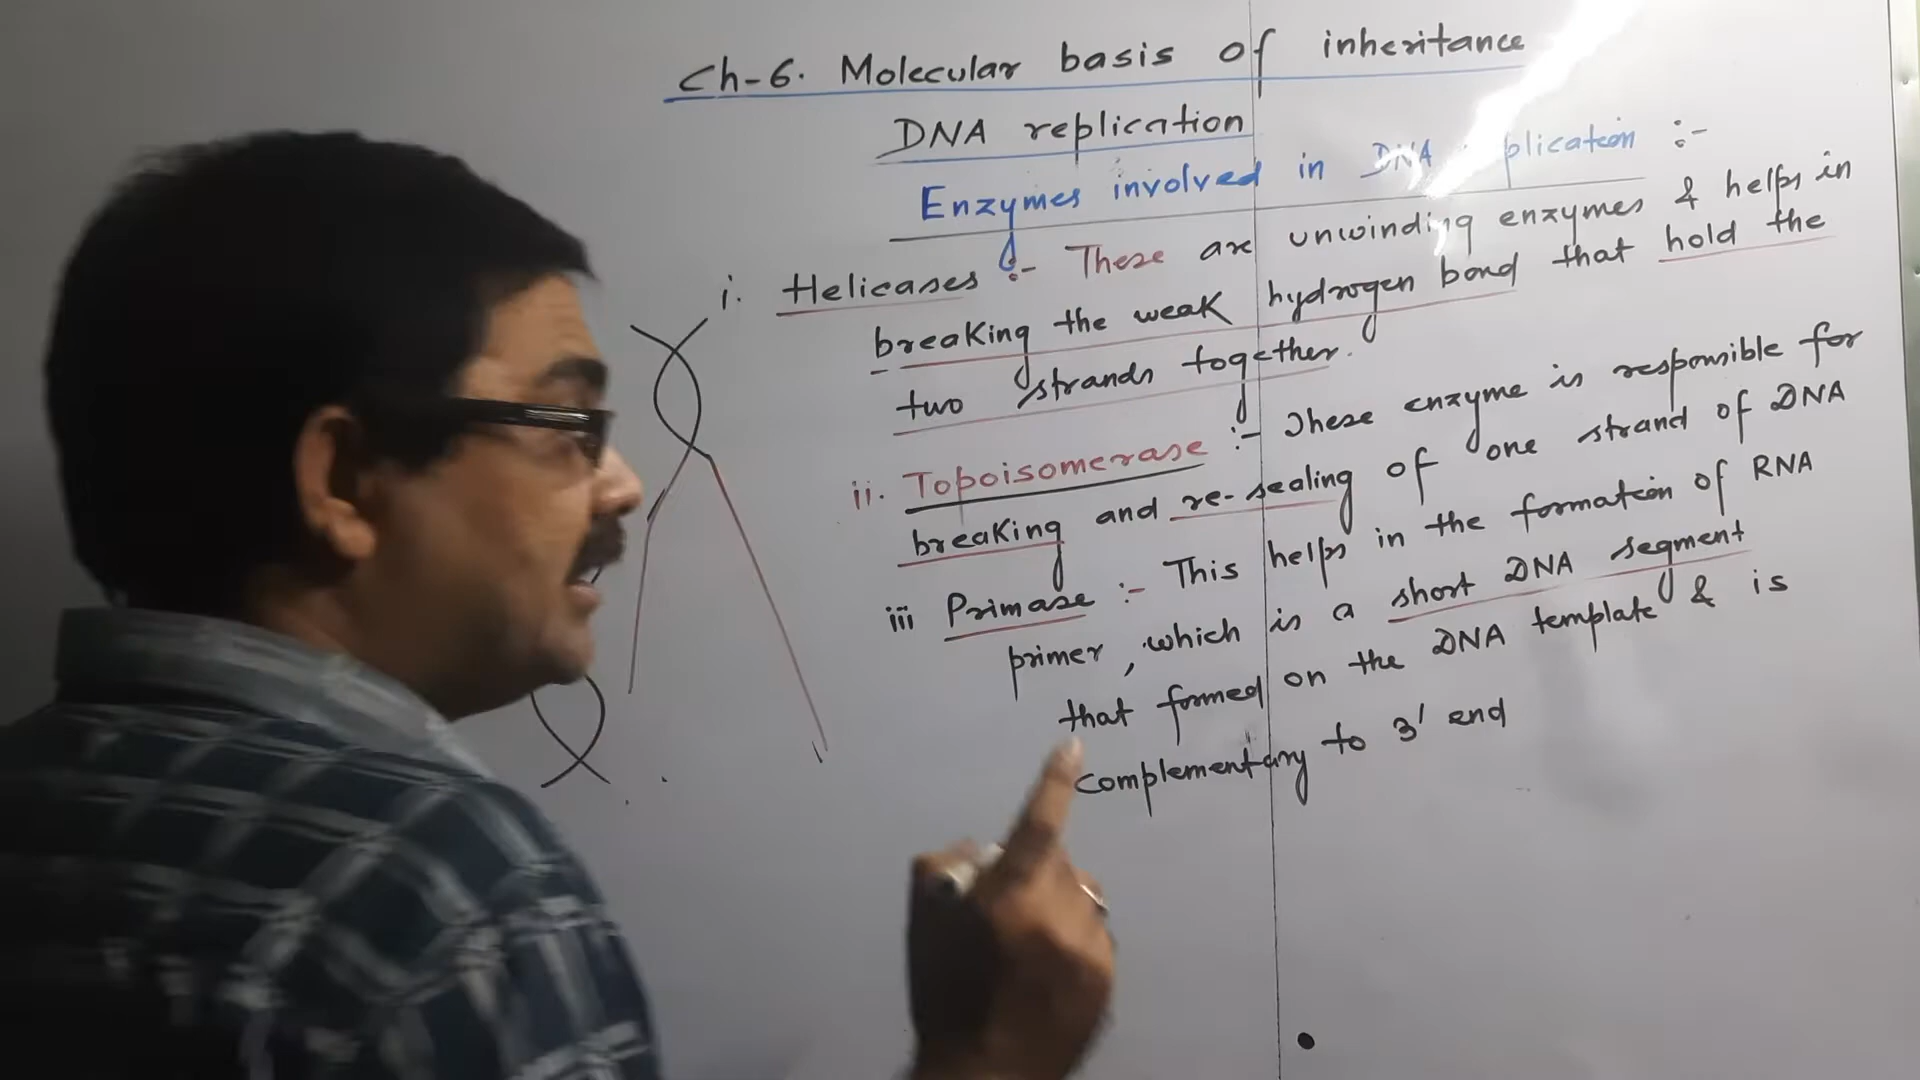 Ch-6. Molecular basis of inheritance
DNA replication
Enzymes involved in DNA plication :-
i. Helicases :- These are unwinding enzymes & helps in
breaking the weak hydrogen bond that hold the
two strands together.
ii. Topoisomerase :- These enzyme is responsible for
breaking and re-sealing of one strand of DNA
iii Primase :- This helps in the formation of RNA
primer, which is a short DNA segment
that formed on the DNA template & is
complementary to 3' end